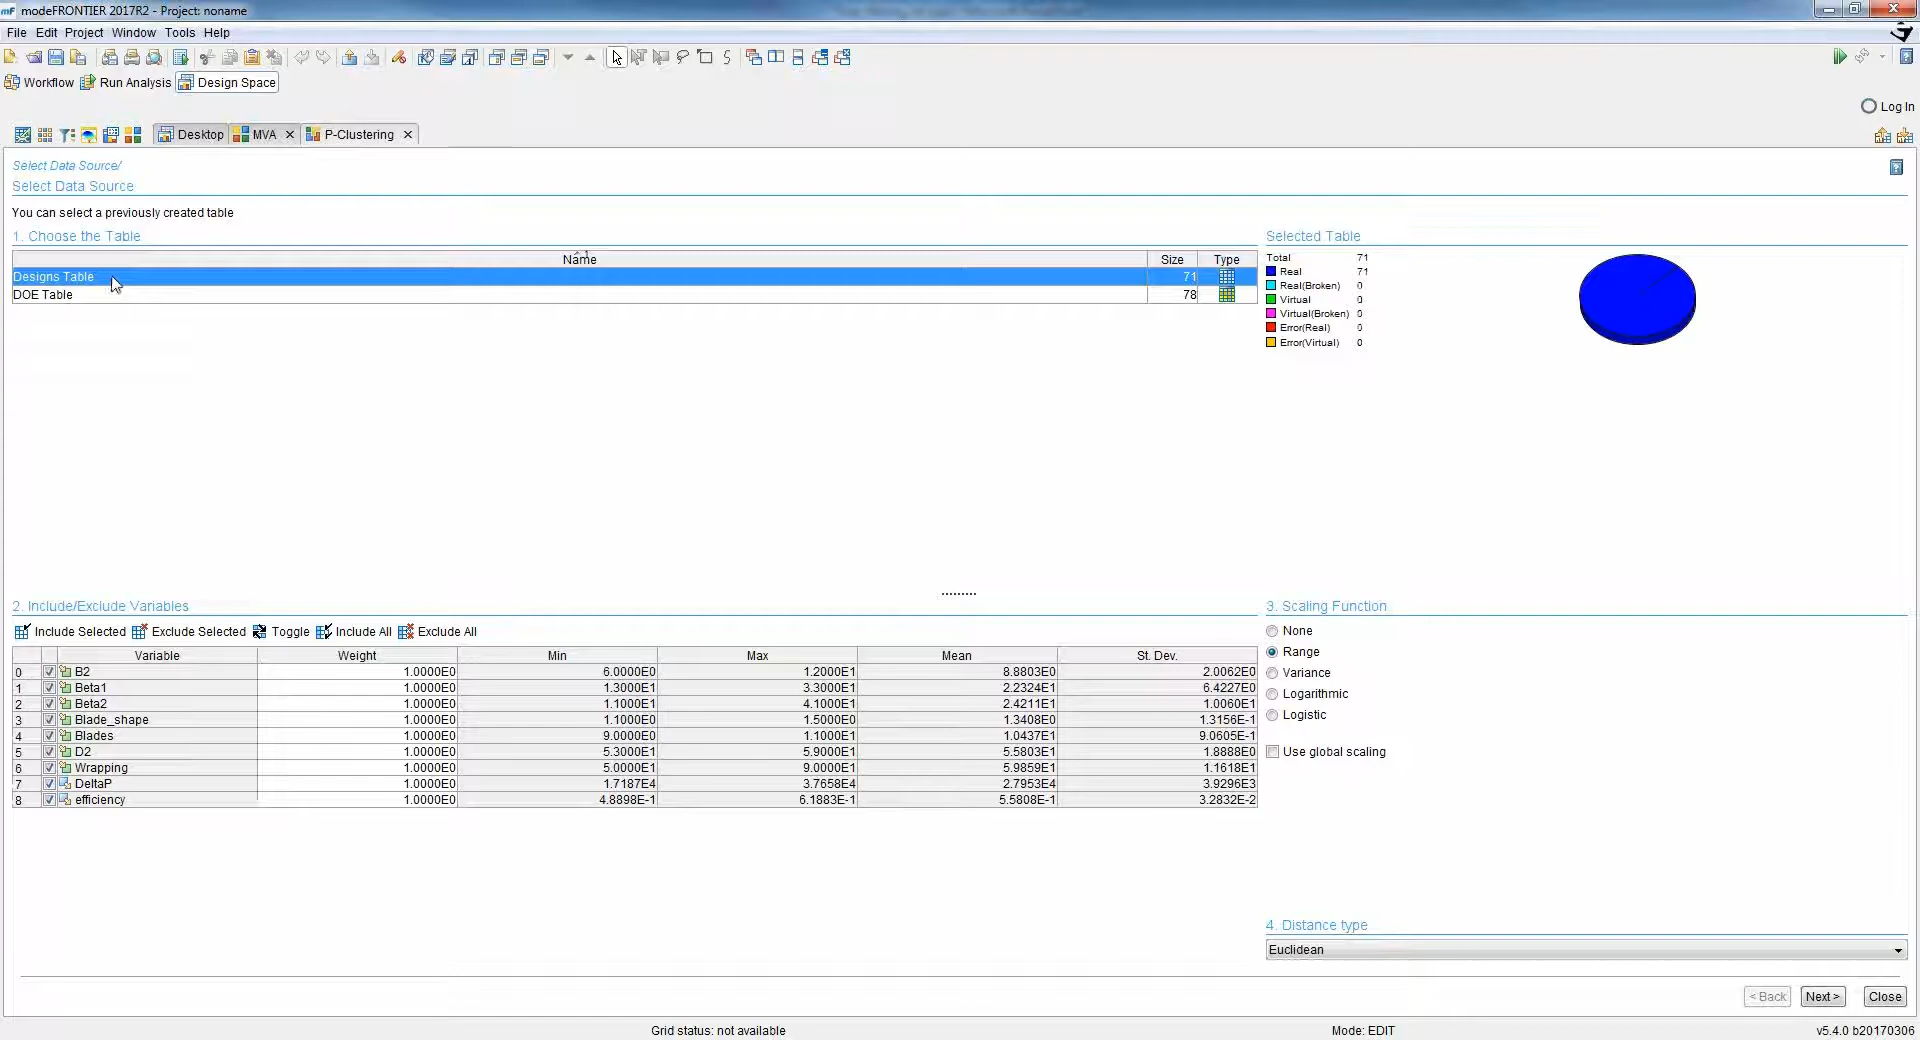 modeFRONTIER 2017R2 - Project: noname
File Edit Project Window Tools Help
Workflow Run Analysis Design Space
Log In
Desktop MVA P-Clustering
Select Data Source/
Select Data Source
You can select a previously created table
1. Choose the Table Selected Table
Name Size Type
Designs Table 71
DOE Table 78
Total 71
Real 71
Real(Broken) 0
Virtual 0
Virtual(Broken) 0
Error(Real) 0
Error(Virtual) 0
2. Include/Exclude Variables
Include Selected Exclude Selected Toggle Include All Exclude All
Variable Weight Min Max Mean St. Dev.
0 B2 1.0000E0 6.0000E0 1.2000E1 8.8803E0 2.0062E0
1 Beta1 1.0000E0 1.3000E1 3.3000E1 2.2324E1 6.4227E0
2 Beta2 1.0000E0 1.1000E1 4.1000E1 2.4211E1 1.0060E1
3 Blade_shape 1.0000E0 1.1000E0 1.5000E0 1.3408E0 1.3156E-1
4 Blades 1.0000E0 9.0000E0 1.1000E1 1.0437E1 9.0605E-1
5 D2 1.0000E0 5.3000E1 5.9000E1 5.5803E1 1.8888E0
6 Wrapping 1.0000E0 5.0000E1 9.0000E1 5.9859E1 1.1618E1
7 DeltaP 1.0000E0 1.7187E4 3.7658E4 2.7953E4 3.9296E3
8 efficiency 1.0000E0 4.8898E-1 6.1883E-1 5.5808E-1 3.2832E-2
3. Scaling Function
None
Range
Variance
Logarithmic
Logistic
Use global scaling
4. Distance type
Euclidean
< Back Next > Close
Grid status: not available Mode: EDIT v5.4.0 b20170306